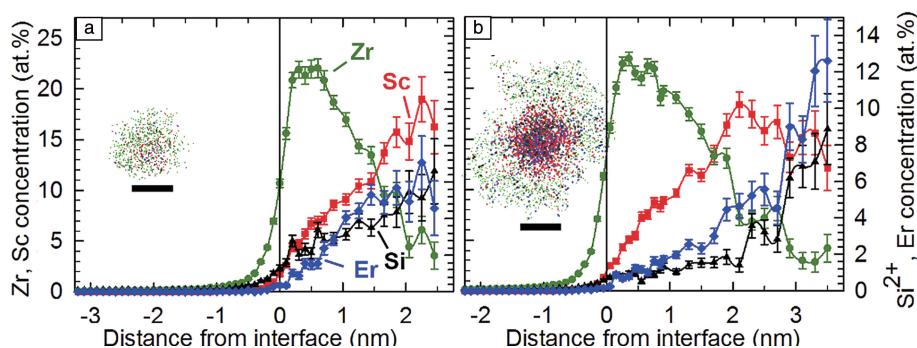 a
b
Zr, Sc concentration (at.%)
25
20
15
10
5
0
Zr
Sc
Er
Si
-3
-2
-1
0
1
2
Distance from interface (nm)
-2
-1
0
1
2
3
Distance from interface (nm)
14
12
10
8
6
4
2
0
Si²⁺, Er concentration (at.%)